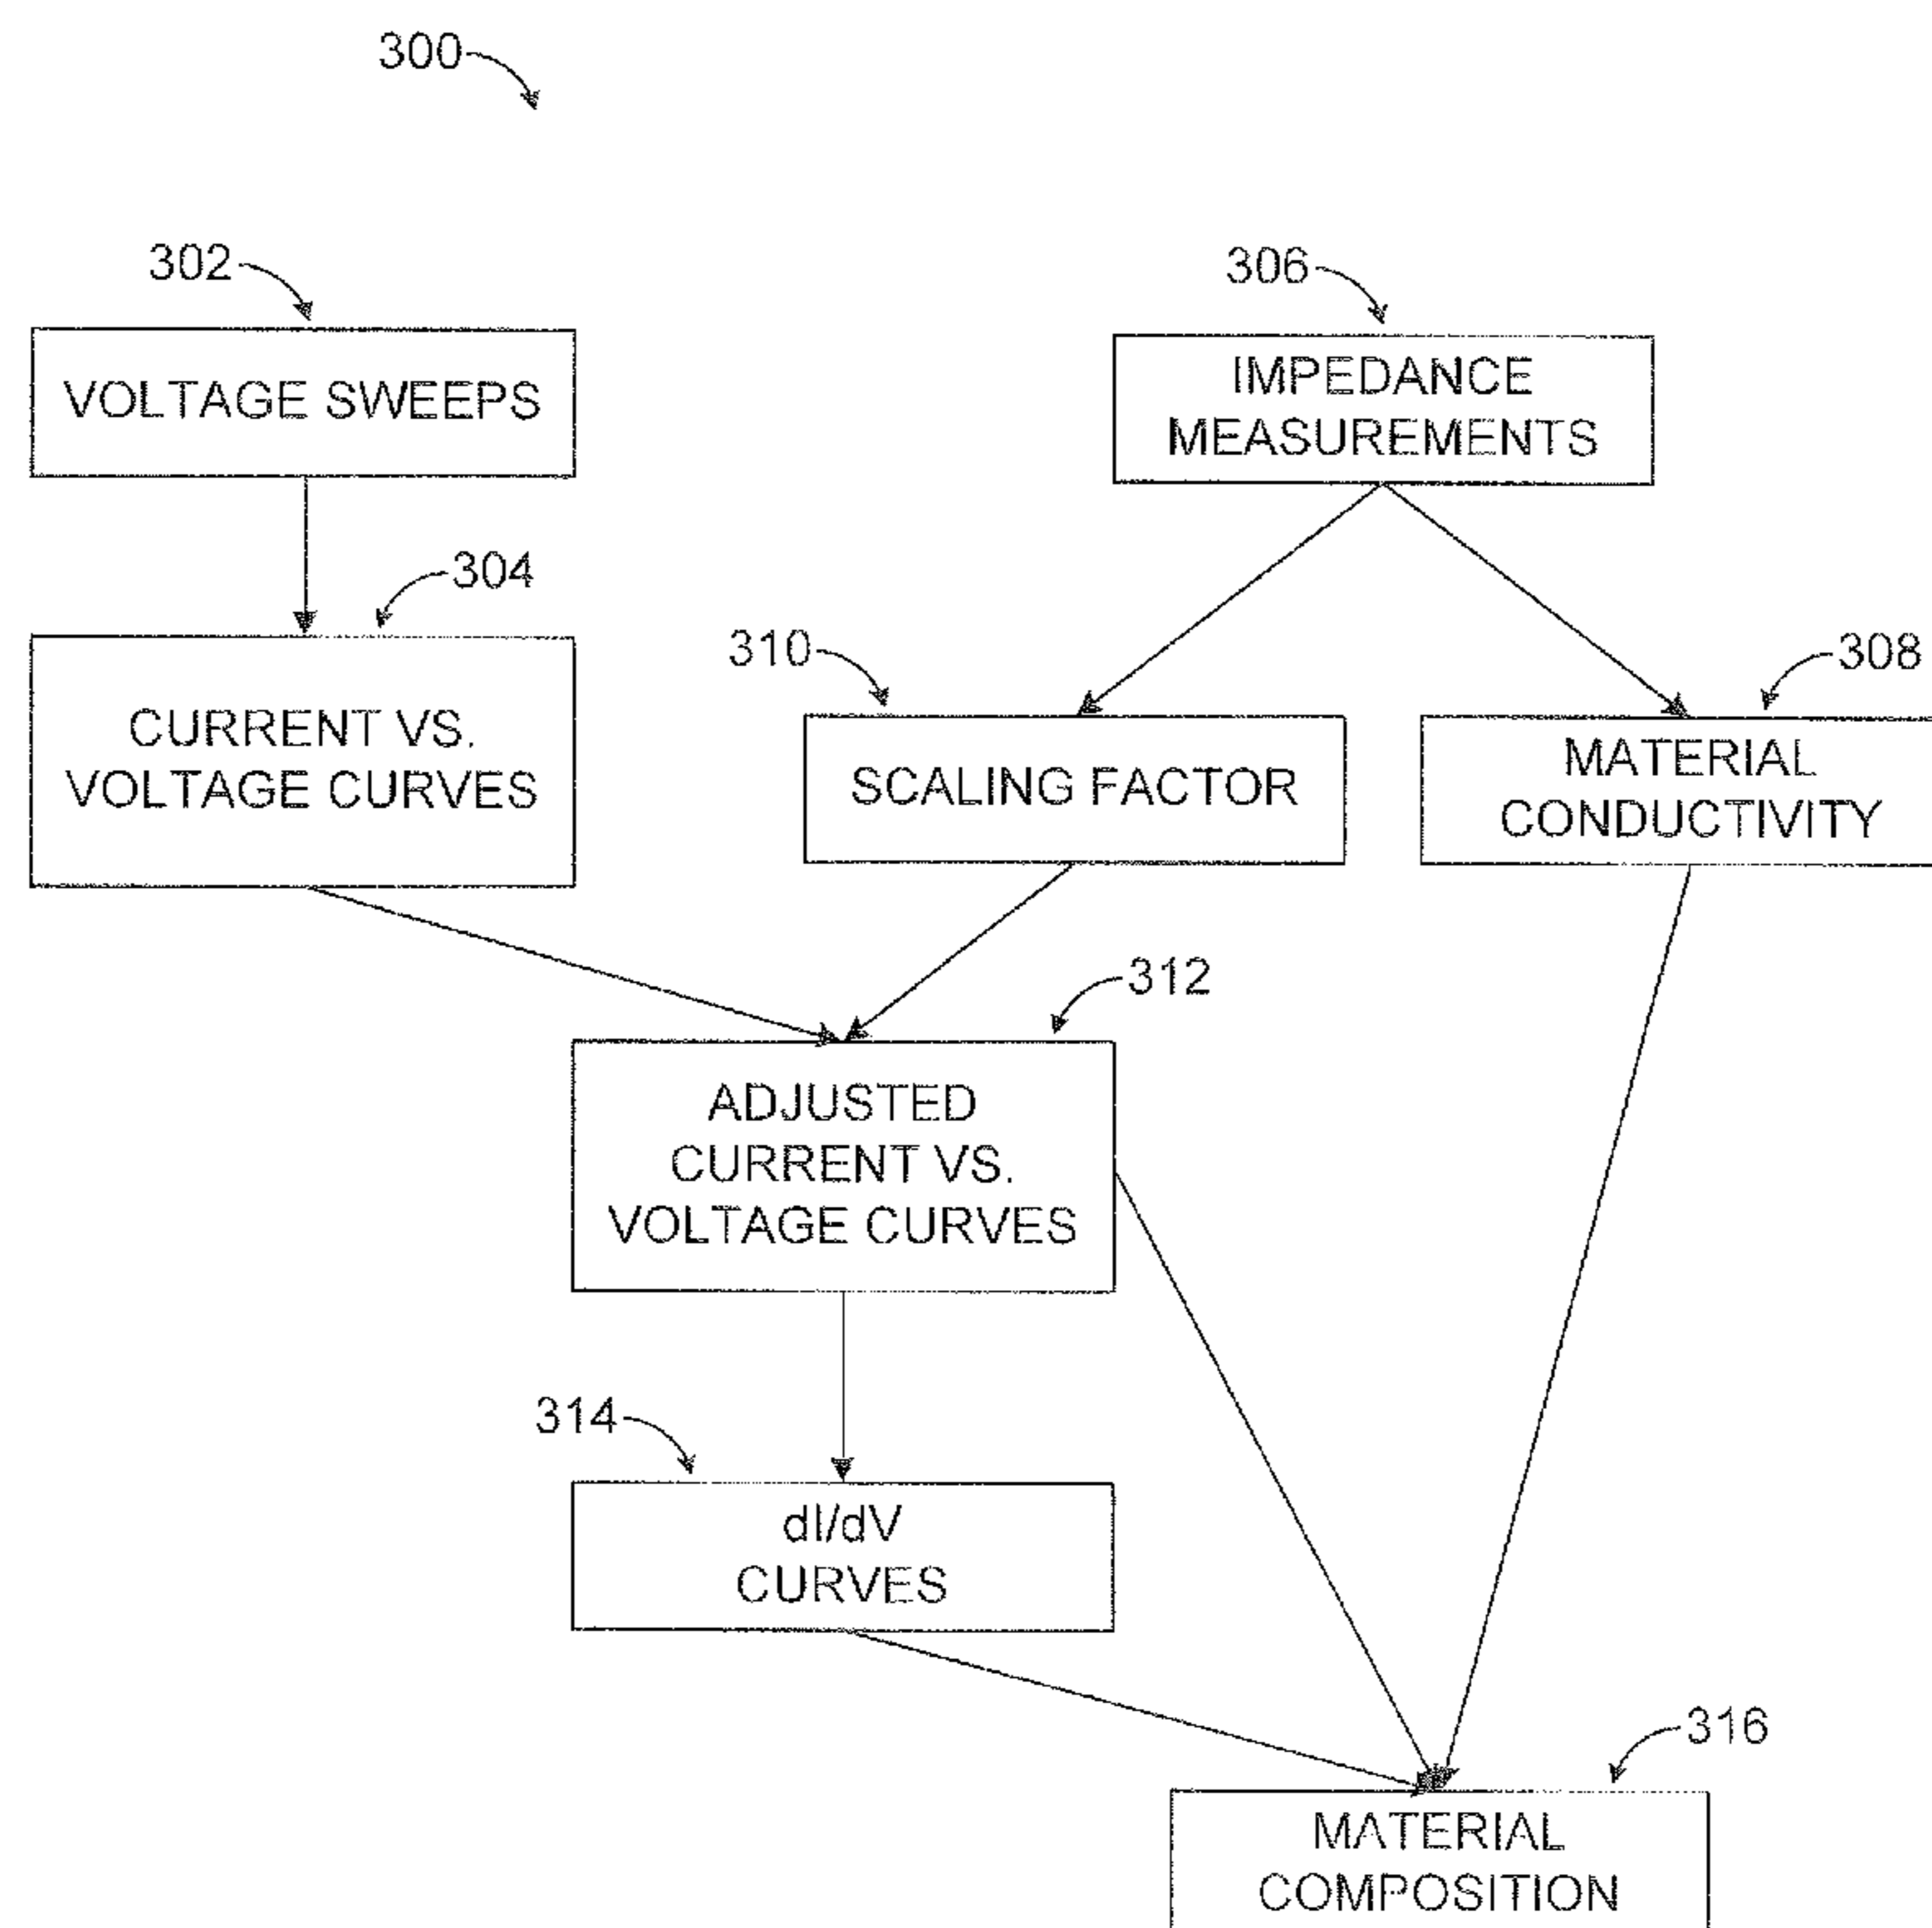 300
302
VOLTAGE SWEEPS
306
IMPEDANCE
MEASUREMENTS
304
CURRENT VS.
VOLTAGE CURVES
310
SCALING FACTOR
308
MATERIAL
CONDUCTIVITY
312
ADJUSTED
CURRENT VS.
VOLTAGE CURVES
314
dI/dV
CURVES
316
MATERIAL
COMPOSITION